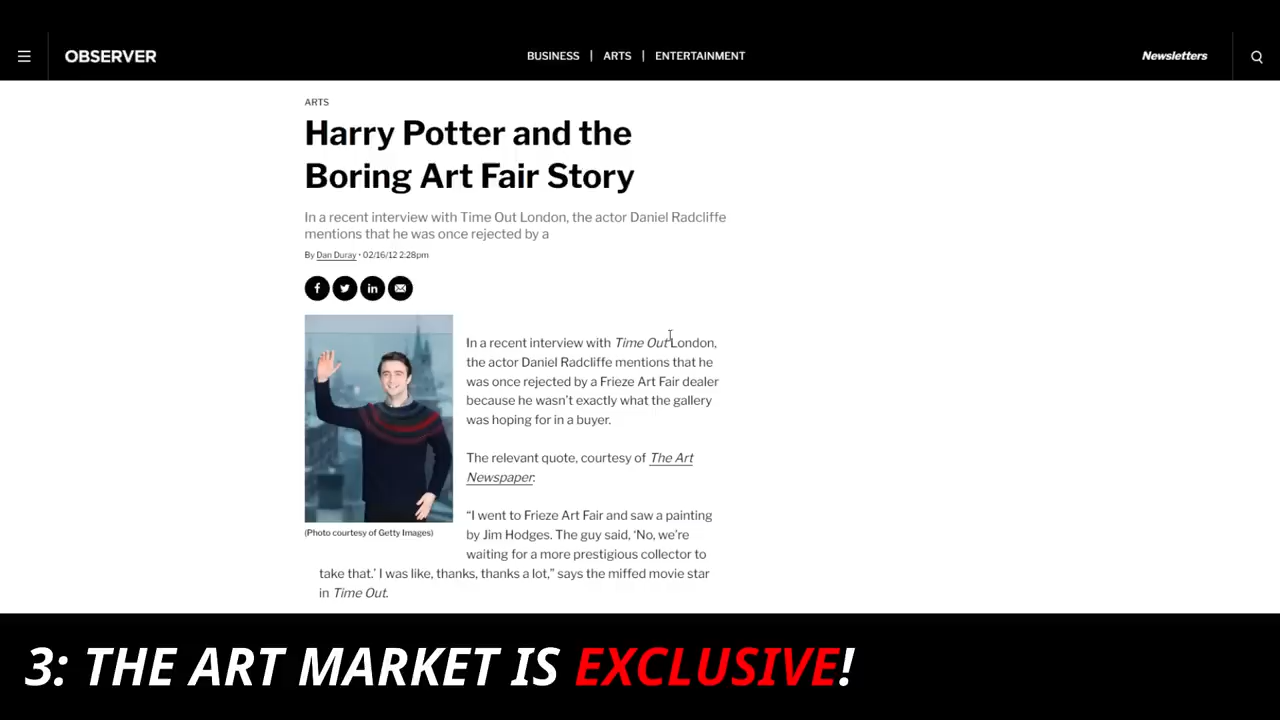 OBSERVER
BUSINESS | ARTS | ENTERTAINMENT
Newsletters
ARTS
Harry Potter and the
Boring Art Fair Story
In a recent interview with Time Out London, the actor Daniel Radcliffe
mentions that he was once rejected by a
By Dan Duray • 02/16/12 2:28pm
In a recent interview with Time Out London,
the actor Daniel Radcliffe mentions that he
was once rejected by a Frieze Art Fair dealer
because he wasn't exactly what the gallery
was hoping for in a buyer.
The relevant quote, courtesy of The Art
Newspaper:
(Photo courtesy of Getty Images)
“I went to Frieze Art Fair and saw a painting
by Jim Hodges. The guy said, ‘No, we’re
waiting for a more prestigious collector to
take that.’ I was like, thanks, thanks a lot,” says the miffed movie star
in Time Out.
3: THE ART MARKET IS EXCLUSIVE!